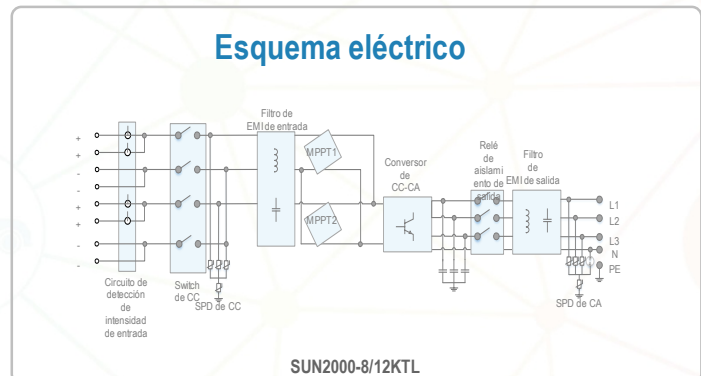 Esquema eléctrico
Filtro de
EMI de entrada
MPPT1
MPPT2
Conversor
de
CC-CA
Relé
de
aislami
ento de
salida
Filtro
de
EMI de salida
+
+
-
-
+
+
-
-
L1
L2
L3
N
PE
Circuito de
detección
de
intensidad
de entrada
Switch
de CC
SPD de CC
SPD de CA
SUN2000-8/12KTL